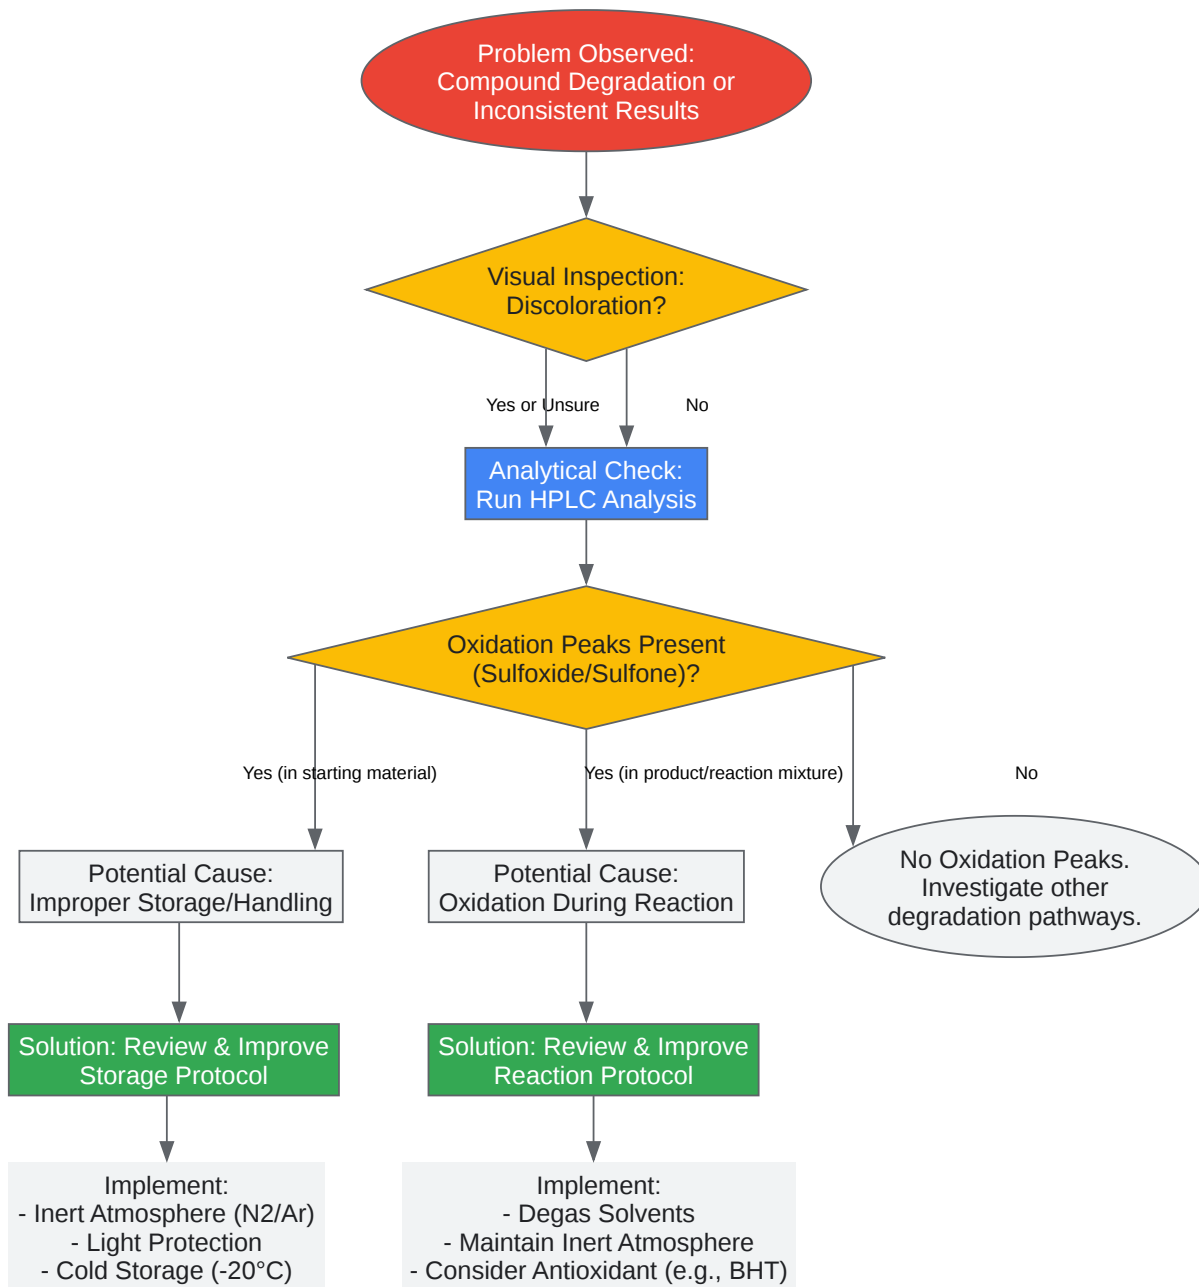 Problem Observed:
Compound Degradation or
Inconsistent Results
Visual Inspection:
Discoloration?
Yes or Unsure
No
Analytical Check:
Run HPLC Analysis
Oxidation Peaks Present
(Sulfoxide/Sulfone)?
Yes (in starting material)
Yes (in product/reaction mixture)
No
Potential Cause:
Improper Storage/Handling
Potential Cause:
Oxidation During Reaction
No Oxidation Peaks.
Investigate other
degradation pathways.
Solution: Review & Improve
Storage Protocol
Solution: Review & Improve
Reaction Protocol
Implement:
- Inert Atmosphere (N2/Ar)
- Light Protection
- Cold Storage (-20°C)
Implement:
- Degas Solvents
- Maintain Inert Atmosphere
- Consider Antioxidant (e.g., BHT)